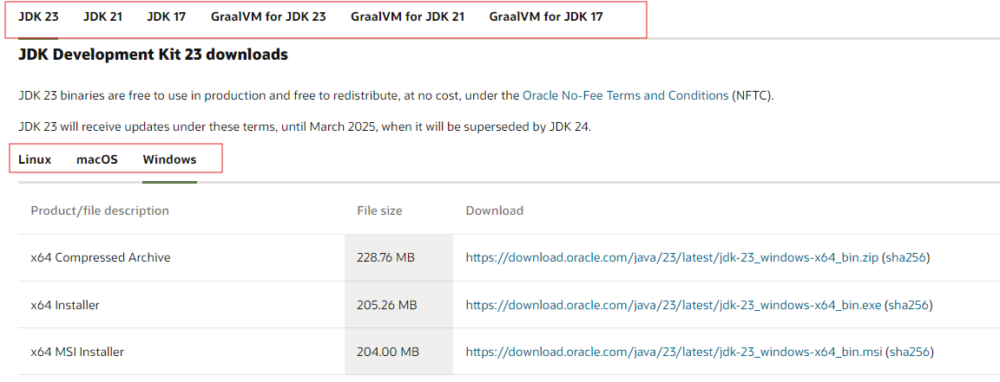 JDK 23 JDK 21 JDK 17 GraalVM for JDK 23 GraalVM for JDK 21 GraalVM for JDK 17
JDK Development Kit 23 downloads
JDK 23 binaries are free to use in production and free to redistribute, at no cost, under the Oracle No-Fee Terms and Conditions (NFTC).
JDK 23 will receive updates under these terms, until March 2025, when it will be superseded by JDK 24.
Linux macOS Windows
Product/file description File size Download
x64 Compressed Archive 228.76 MB https://download.oracle.com/java/23/latest/jdk-23_windows-x64_bin.zip (sha256)
x64 Installer 205.26 MB https://download.oracle.com/java/23/latest/jdk-23_windows-x64_bin.exe (sha256)
x64 MSI Installer 204.00 MB https://download.oracle.com/java/23/latest/jdk-23_windows-x64_bin.msi (sha256)